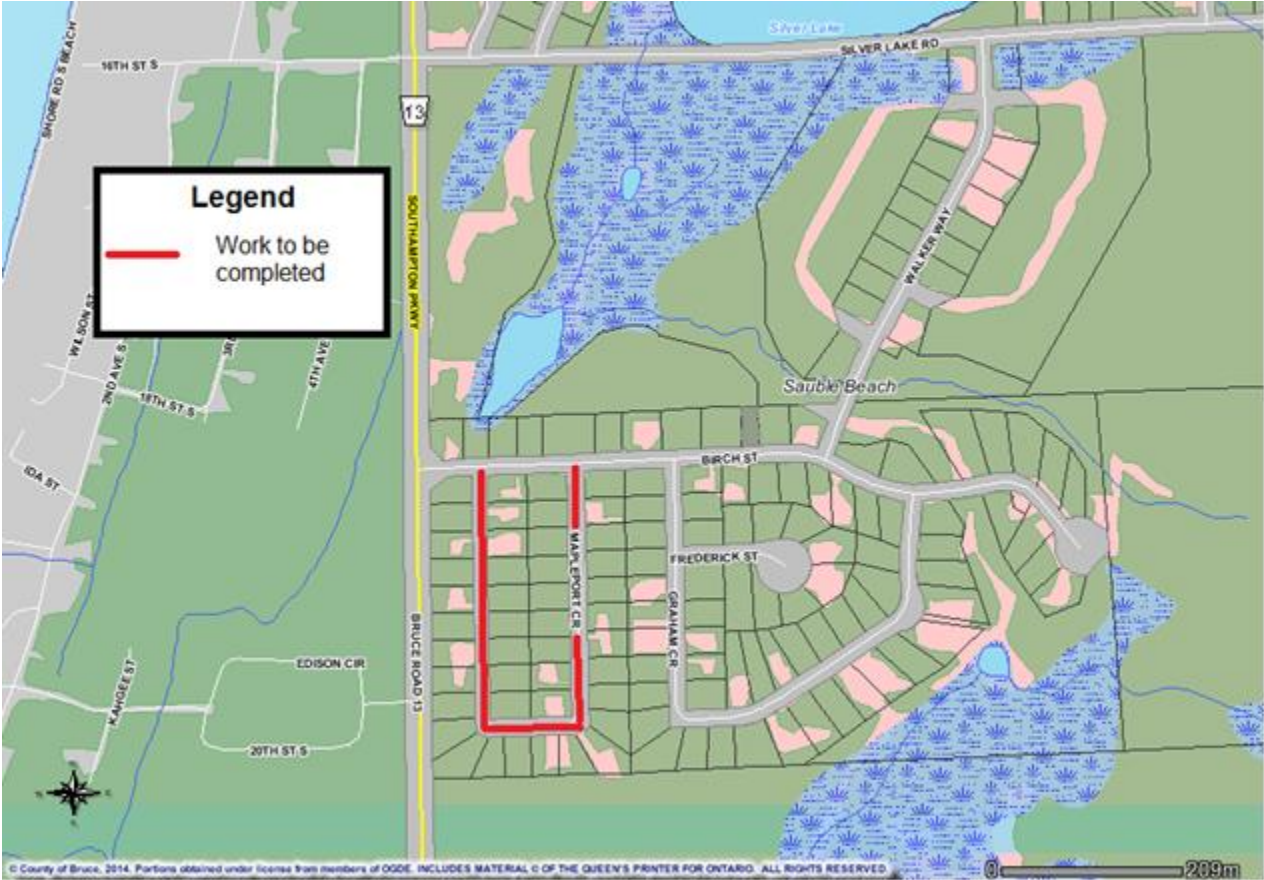 Silver Lake
SILVER LAKE RD
16TH ST S
SHORE RD S BEACH
13
Legend
Work to be
completed
SOUTHAMPTON PKWY
WALKER WAY
WILSON ST
2ND AVE S
3RD
4TH AVE
18TH ST S
Sauble Beach
BIRCH ST
IDA ST
MAPLEPORT CR
FREDERICK ST
GRAHAM CR
BRUCE ROAD 13
EDISON CIR
KAHGEE ST
20TH ST S
© County of Bruce, 2014. Portions obtained under license from members of OGDE. INCLUDES MATERIAL © OF THE QUEEN'S PRINTER FOR ONTARIO. ALL RIGHTS RESERVED.
0 289m